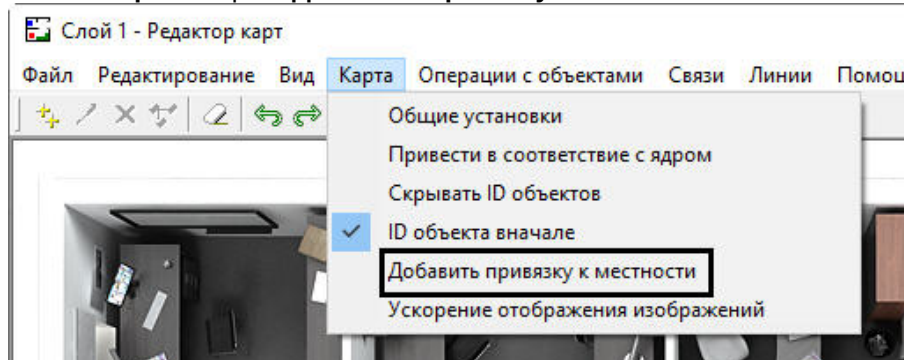 Слой 1 - Редактор карт
Файл Редактирование Вид Карта Операции с объектами Связи Линии
Общие установки
Привести в соответствие с ядром
Скрывать ID объектов
ID объекта вначале
Добавить привязку к местности
Ускорение отображения изображений